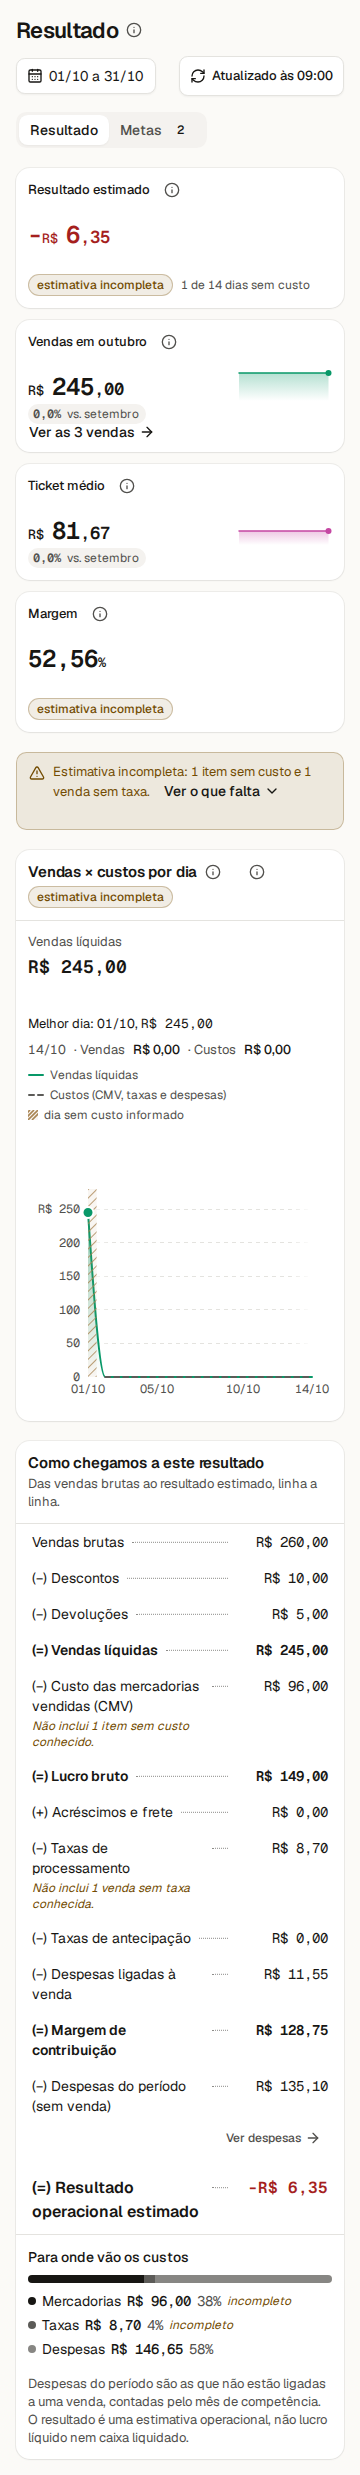 Resultado
01/10 a 31/10
Atualizado às 09:00
Resultado Metas 2
Resultado estimado
-R$ 6,35
estimativa incompleta 1 de 14 dias sem custo
Vendas em outubro
R$ 245,00
0,0% vs. setembro
Ver as 3 vendas →
Ticket médio
R$ 81,67
0,0% vs. setembro
Margem
52,56%
estimativa incompleta
Estimativa incompleta: 1 item sem custo e 1
venda sem taxa. Ver o que falta
Vendas × custos por dia
estimativa incompleta
Vendas líquidas
R$ 245,00
Melhor dia: 01/10, R$ 245,00
14/10 · Vendas R$ 0,00 · Custos R$ 0,00
Vendas líquidas
Custos (CMV, taxas e despesas)
dia sem custo informado
R$ 250
200
150
100
50
0
01/10 05/10 10/10 14/10
Como chegamos a este resultado
Das vendas brutas ao resultado estimado, linha a
linha.
Vendas brutas R$ 260,00
(−) Descontos R$ 10,00
(−) Devoluções R$ 5,00
(=) Vendas líquidas R$ 245,00
(−) Custo das mercadorias R$ 96,00
vendidas (CMV)
Não inclui 1 item sem custo
conhecido.
(=) Lucro bruto R$ 149,00
(+) Acréscimos e frete R$ 0,00
(−) Taxas de R$ 8,70
processamento
Não inclui 1 venda sem taxa
conhecida.
(−) Taxas de antecipação R$ 0,00
(−) Despesas ligadas à R$ 11,55
venda
(=) Margem de R$ 128,75
contribuição
(−) Despesas do período R$ 135,10
(sem venda)
Ver despesas →
(=) Resultado -R$ 6,35
operacional estimado
Para onde vão os custos
Mercadorias R$ 96,00 38% incompleto
Taxas R$ 8,70 4% incompleto
Despesas R$ 146,65 58%
Despesas do período são as que não estão ligadas
a uma venda, contadas pelo mês de competência.
O resultado é uma estimativa operacional, não lucro
líquido nem caixa liquidado.